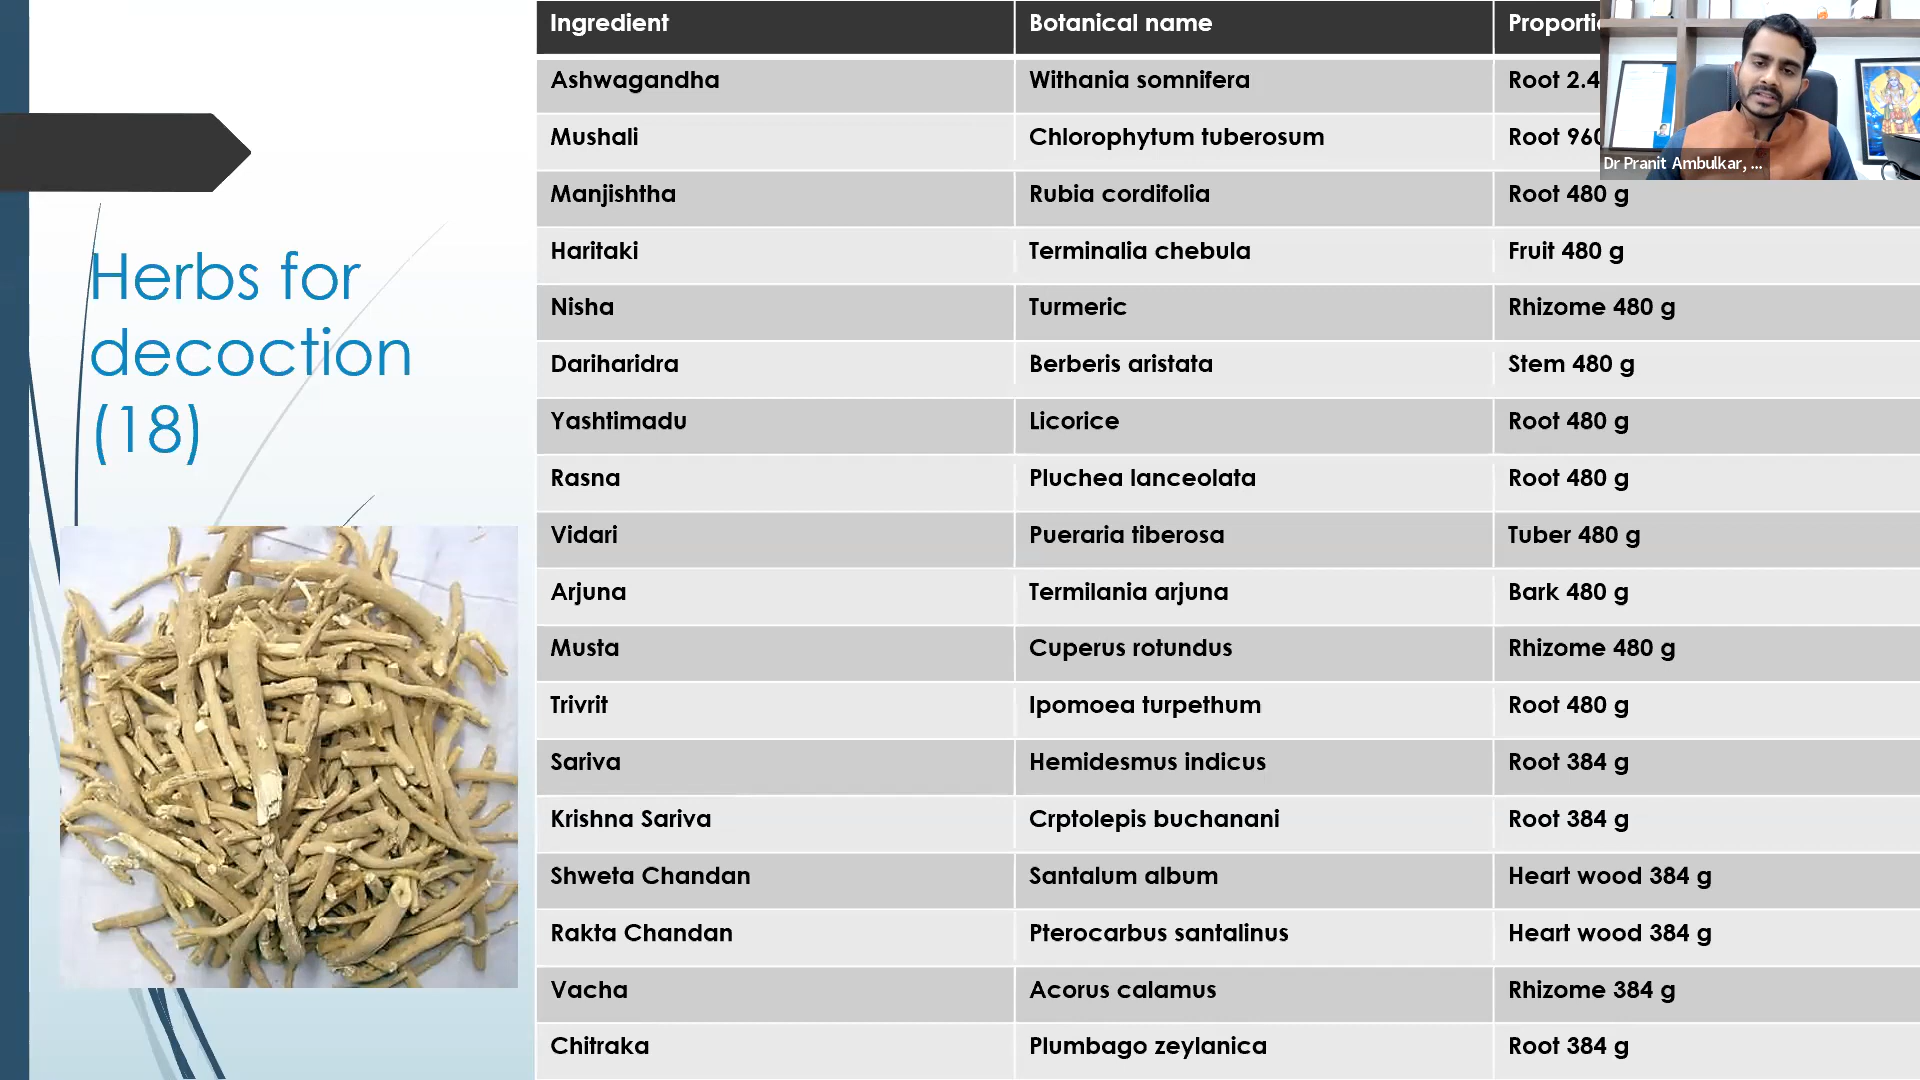 Herbs for
decoction
(18)
Ingredient Botanical name
Ashwagandha Withania somnifera Root 2.4
Mushali Chlorophytum tuberosum Root 960
Manjishtha Rubia cordifolia Root 480 g
Haritaki Terminalia chebula Fruit 480 g
Nisha Turmeric Rhizome 480 g
Dariharidra Berberis aristata Stem 480 g
Yashtimadu Licorice Root 480 g
Rasna Pluchea lanceolata Root 480 g
Vidari Pueraria tiberosa Tuber 480 g
Arjuna Termilania arjuna Bark 480 g
Musta Cuperus rotundus Rhizome 480 g
Trivrit Ipomoea turpethum Root 480 g
Sariva Hemidesmus indicus Root 384 g
Krishna Sariva Crptolepis buchanani Root 384 g
Shweta Chandan Santalum album Heart wood 384 g
Rakta Chandan Pterocarbus santalinus Heart wood 384 g
Vacha Acorus calamus Rhizome 384 g
Chitraka Plumbago zeylanica Root 384 g
Dr Pranit Ambulkar, ...